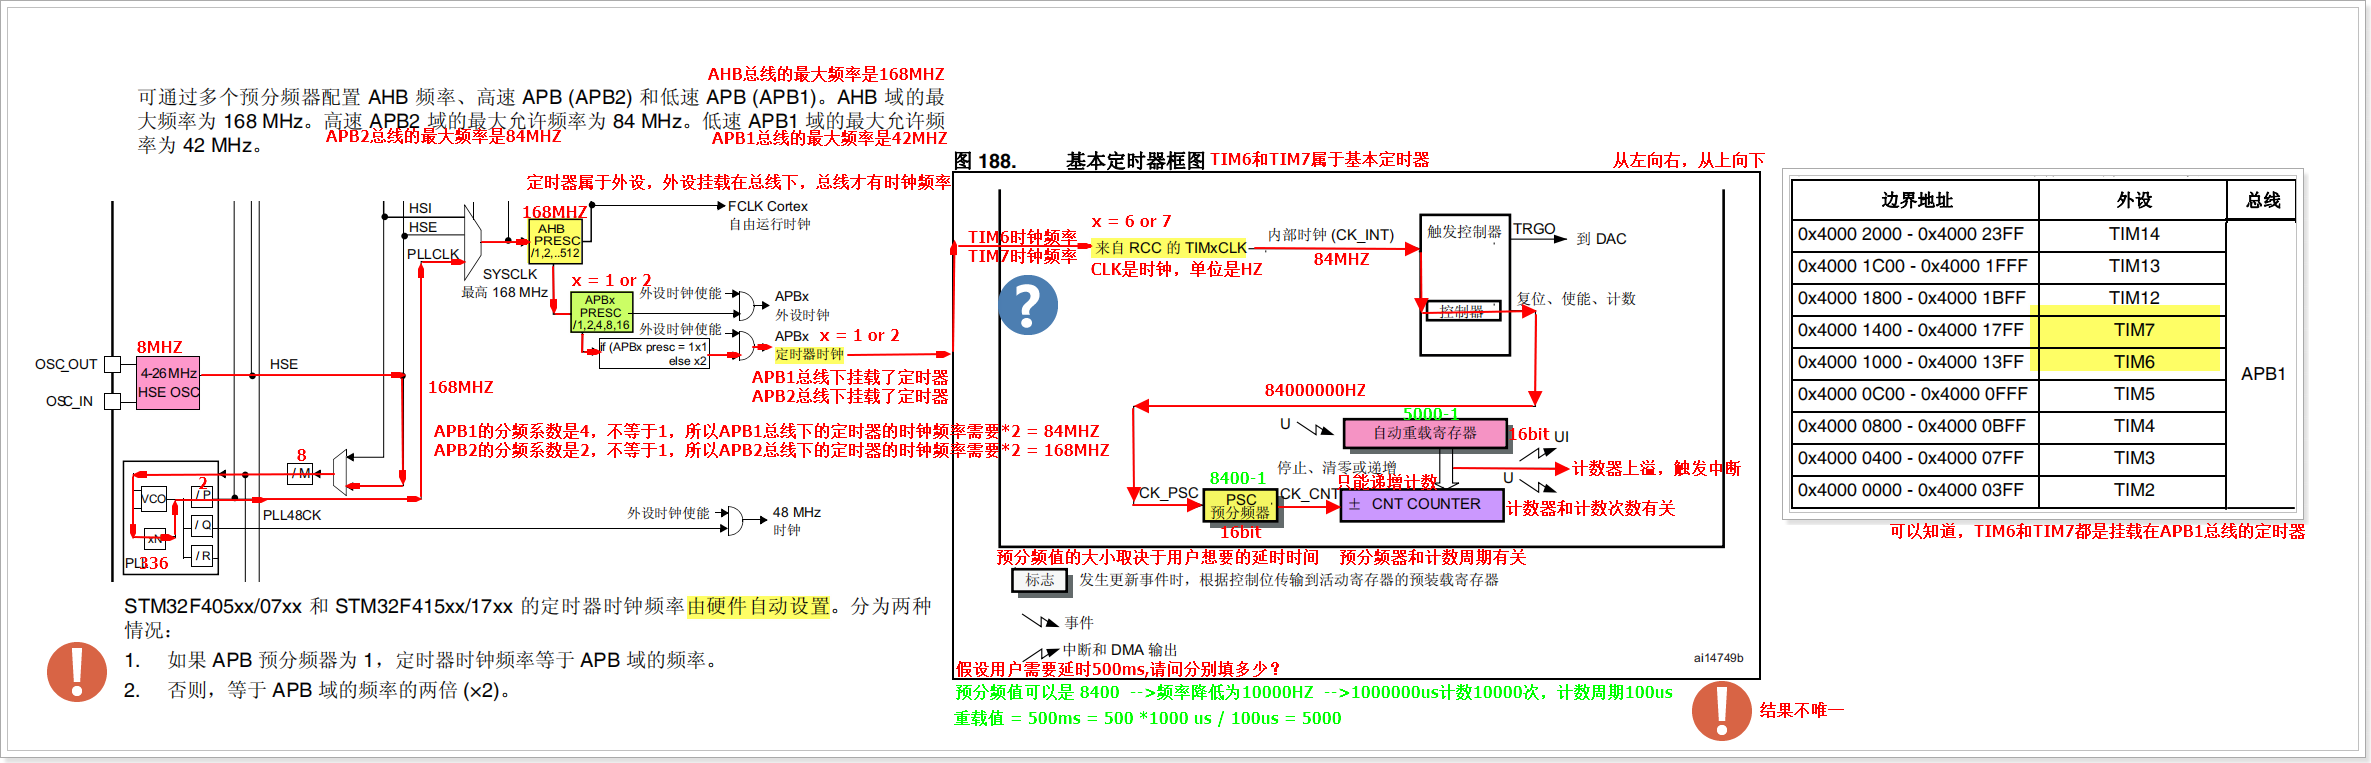 AHB总线的最大频率是168MHZ
可通过多个预分频器配置 AHB 频率、高速 APB (APB2) 和低速 APB (APB1)。AHB 域的最
大频率为 168 MHz。高速 APB2 域的最大允许频率为 84 MHz。低速 APB1 域的最大允许频
率为 42 MHz。
APB2总线的最大频率是84MHZ
APB1总线的最大频率是42MHZ
定时器属于外设，外设挂载在总线下，总线才有时钟频率
HSI
HSE
PLLCLK
SYSCLK
最高 168 MHz
168MHZ
AHB
PRESC
/1,2,..512
FCLK Cortex
自由运行时钟
x = 1 or 2
APBx
PRESC
/1,2,4,8,16
外设时钟使能
APBx
外设时钟
外设时钟使能
APBx
x = 1 or 2
定时器时钟
if (APBx presc = 1x1
else x2
APB1总线下挂载了定时器
APB2总线下挂载了定时器
8MHZ
OSC_OUT
OSC_IN
4-26 MHz
HSE OSC
HSE
168MHZ
APB1的分频系数是4，不等于1，所以APB1总线下的定时器的时钟频率需要*2 = 84MHZ
APB2的分频系数是2，不等于1，所以APB2总线下的定时器的时钟频率需要*2 = 168MHZ
8
/ M
2
VCO
/ P
xN
/ Q
/ R
PLL
336
PLL48CK
外设时钟使能
48 MHz
时钟
STM32F405xx/07xx 和 STM32F415xx/17xx 的定时器时钟频率由硬件自动设置。分为两种
情况：
1. 如果 APB 预分频器为 1，定时器时钟频率等于 APB 域的频率。
2. 否则，等于 APB 域的频率的两倍 (×2)。
图 188. 基本定时器框图
TIM6和TIM7属于基本定时器
从左向右，从上向下
x = 6 or 7
TIM6时钟频率
TIM7时钟频率
来自 RCC 的 TIMxCLK
CLK是时钟，单位是HZ
内部时钟 (CK_INT)
84MHZ
触发控制器
TRGO
到 DAC
控制器
复位、使能、计数
84000000HZ
5000-1
U
自动重载寄存器
16bit
UI
停止、清零或递增
只能递增计数
计数器上溢，触发中断
U
8400-1
CK_PSC
PSC
预分频器
CK_CNT
± CNT COUNTER
计数器和计数次数有关
16bit
预分频值的大小取决于用户想要的延时时间
预分频器和计数周期有关
标志
发生更新事件时，根据控制位传输到活动寄存器的预装载寄存器
事件
中断和 DMA 输出
ai14749b
假设用户需要延时500ms,请问分别填多少？
预分频值可以是 8400 -->频率降低为10000HZ -->1000000us计数10000次，计数周期100us
重载值 = 500ms = 500 *1000 us / 100us = 5000
结果不唯一
边界地址 外设 总线
0x4000 2000 - 0x4000 23FF TIM14
0x4000 1C00 - 0x4000 1FFF TIM13
0x4000 1800 - 0x4000 1BFF TIM12
0x4000 1400 - 0x4000 17FF TIM7
0x4000 1000 - 0x4000 13FF TIM6
APB1
0x4000 0C00 - 0x4000 0FFF TIM5
0x4000 0800 - 0x4000 0BFF TIM4
0x4000 0400 - 0x4000 07FF TIM3
0x4000 0000 - 0x4000 03FF TIM2
可以知道，TIM6和TIM7都是挂载在APB1总线的定时器